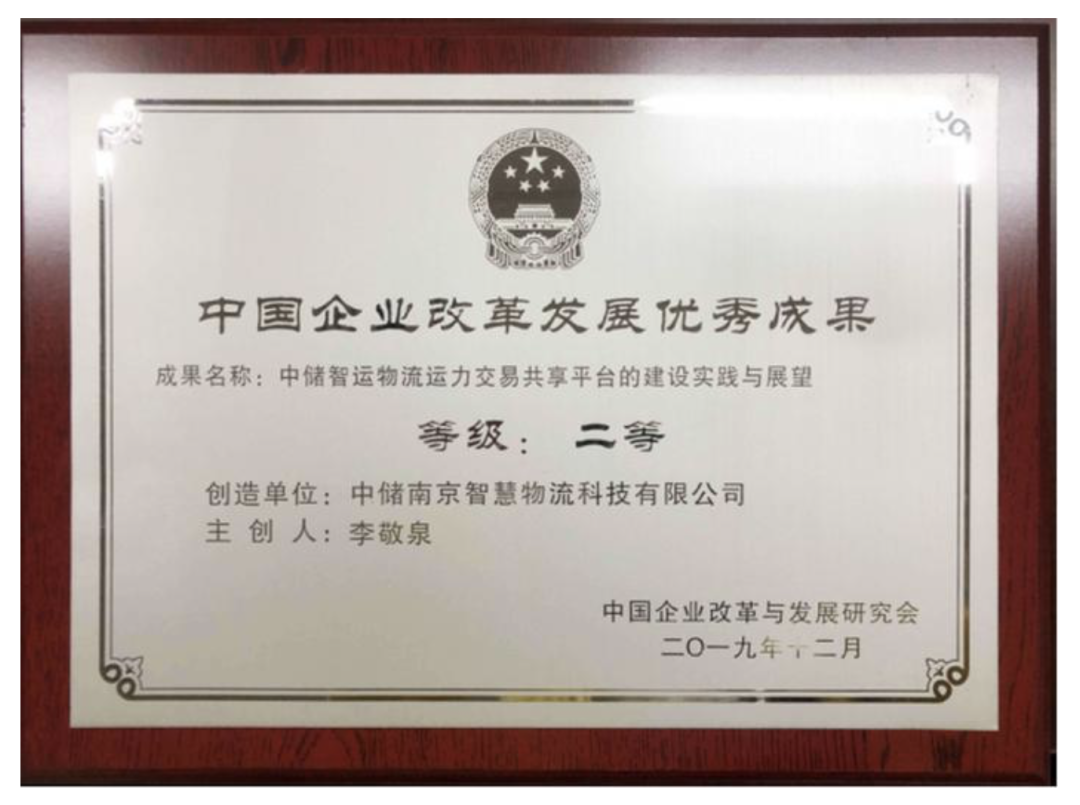 中国企业改革发展优秀成果
成果名称：中储智运物流运力交易共享平台的建设实践与展望
等级：二等
创造单位：中储南京智慧物流科技有限公司
主创人：李敬泉
中国企业改革与发展研究会
二〇一九年十二月